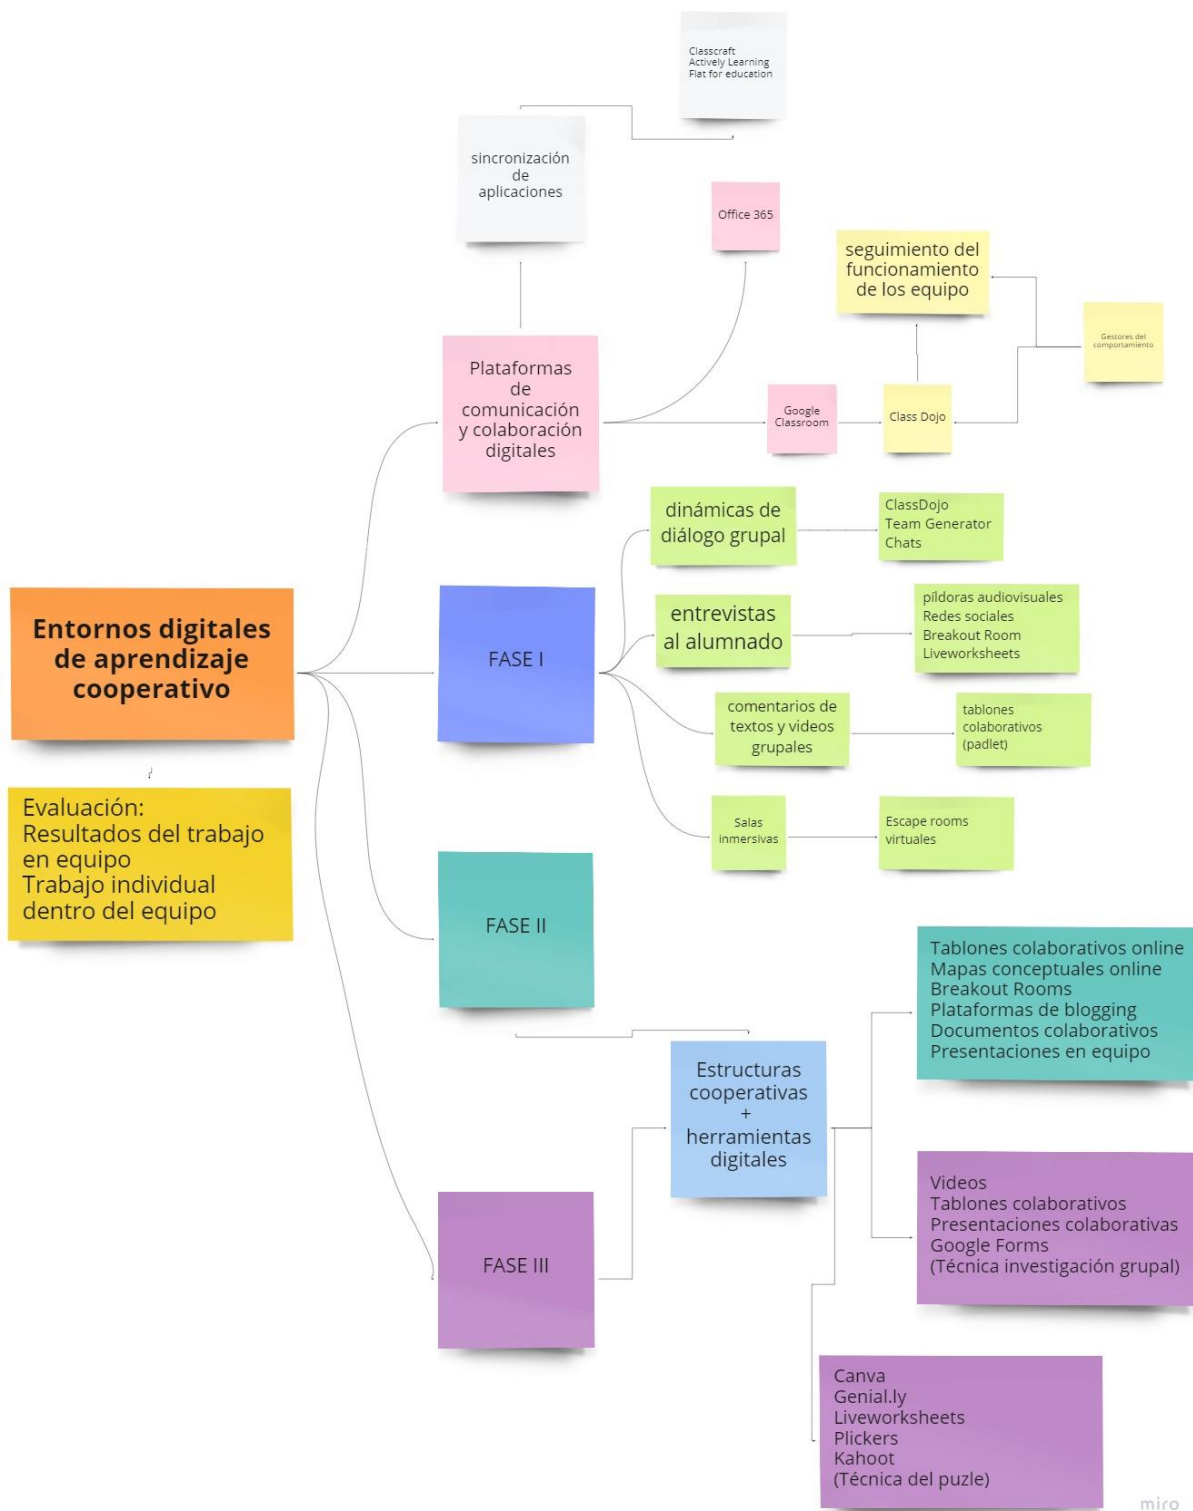 Classcraft
Actively Learning
Flat for education
sincronización
de
aplicaciones
Office 365
seguimiento del
funcionamiento
de los equipo
Gestores del
comportamiento
Plataformas
de
comunicación
y colaboración
digitales
Google
Classroom
Class Dojo
dinámicas de
diálogo grupal
ClassDojo
Team Generator
Chats
Entornos digitales
de aprendizaje
cooperativo
FASE I
entrevistas
al alumnado
píldoras audiovisuales
Redes sociales
Breakout Room
Liveworksheets
comentarios de
textos y videos
grupales
tablones
colaborativos
(padlet)
Salas
inmersivas
Escape rooms
virtuales
Evaluación:
Resultados del trabajo
en equipo
Trabajo individual
dentro del equipo
FASE II
Tablones colaborativos online
Mapas conceptuales online
Breakout Rooms
Plataformas de blogging
Documentos colaborativos
Presentaciones en equipo
Estructuras
cooperativas
+
herramientas
digitales
FASE III
Videos
Tablones colaborativos
Presentaciones colaborativas
Google Forms
(Técnica investigación grupal)
Canva
Genial.ly
Liveworksheets
Plickers
Kahoot
(Técnica del puzle)
miro